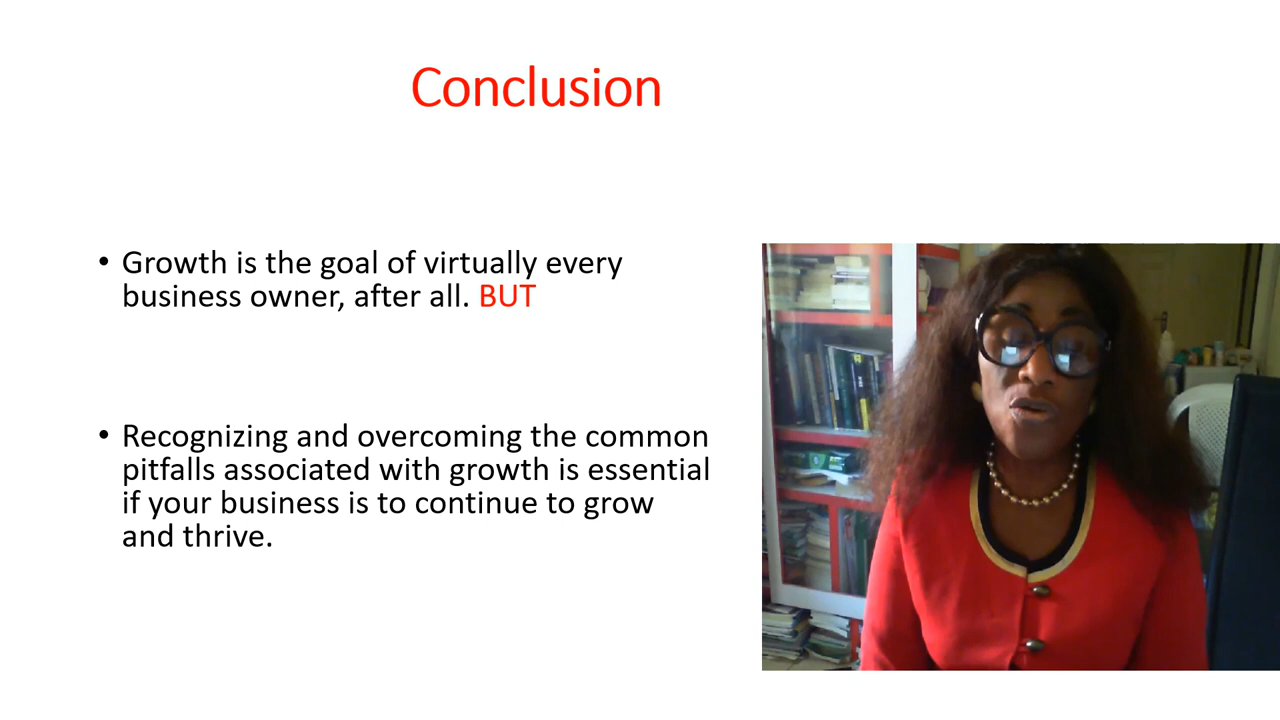 Conclusion
• Growth is the goal of virtually every
business owner, after all. BUT
• Recognizing and overcoming the common
pitfalls associated with growth is essential
if your business is to continue to grow
and thrive.